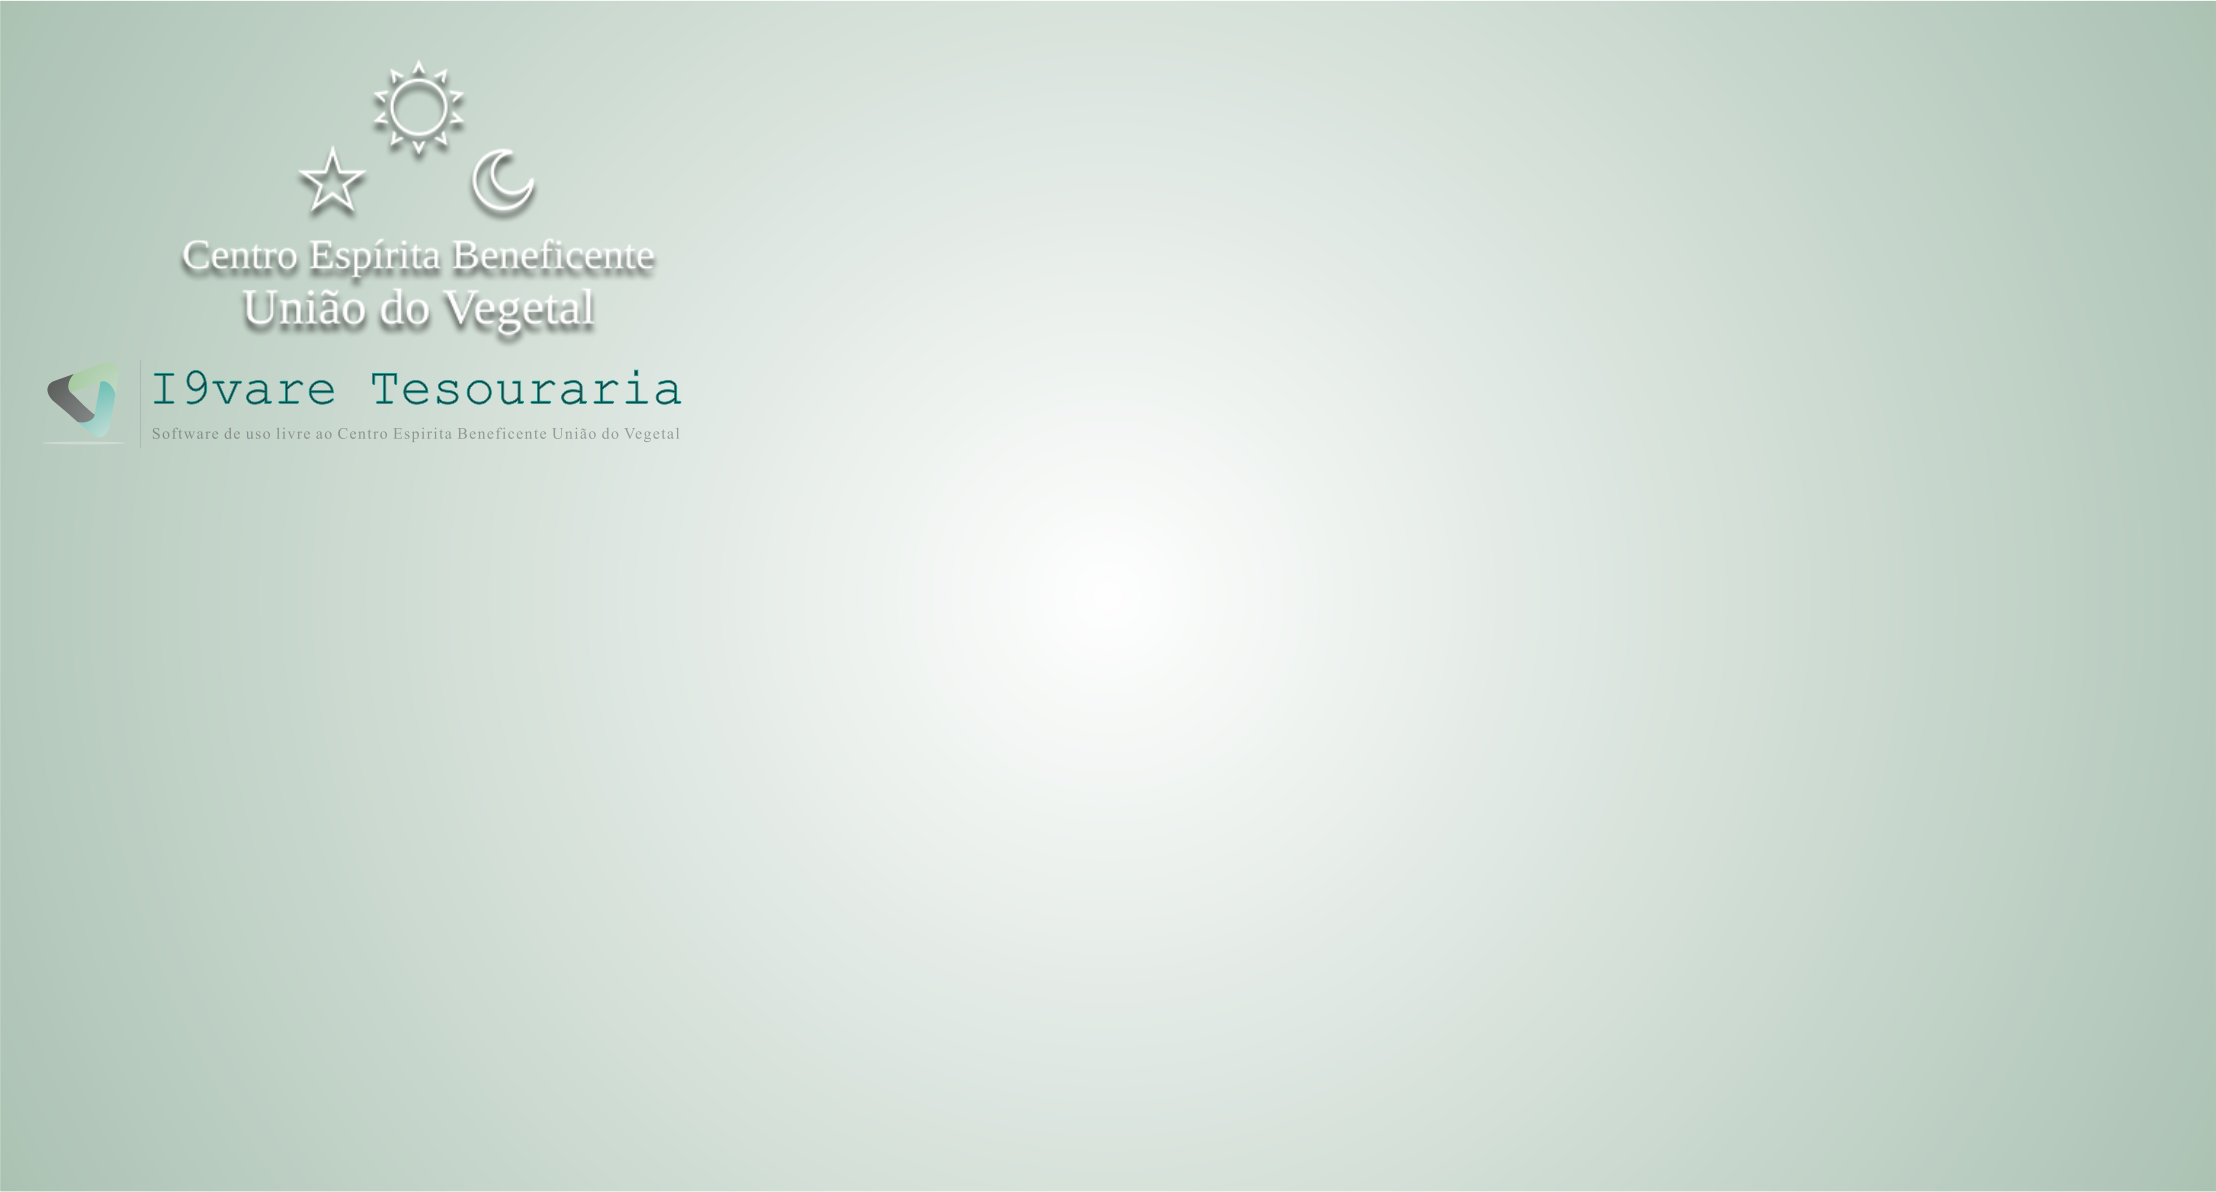 Centro Espírita Beneficente
União do Vegetal
I9vare Tesouraria
Software de uso livre ao Centro Espirita Beneficente União do Vegetal